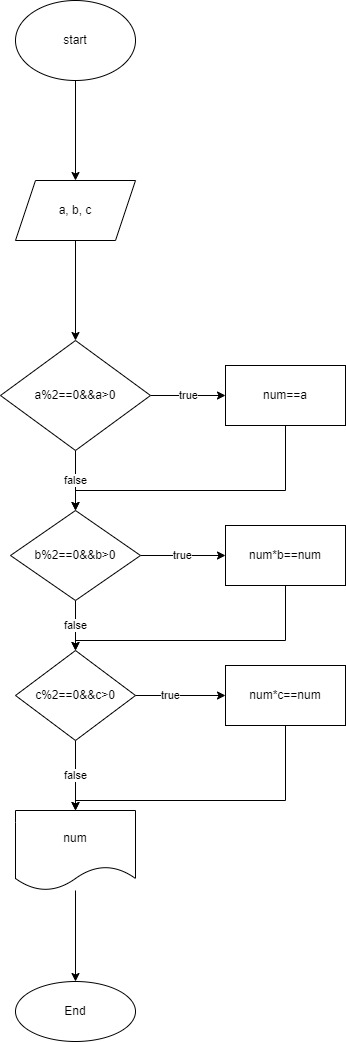 start
a, b, c
a%2==0&&a>0
true
num==a
false
b%2==0&&b>0
true
num*b==num
false
c%2==0&&c>0
true
num*c==num
false
num
End